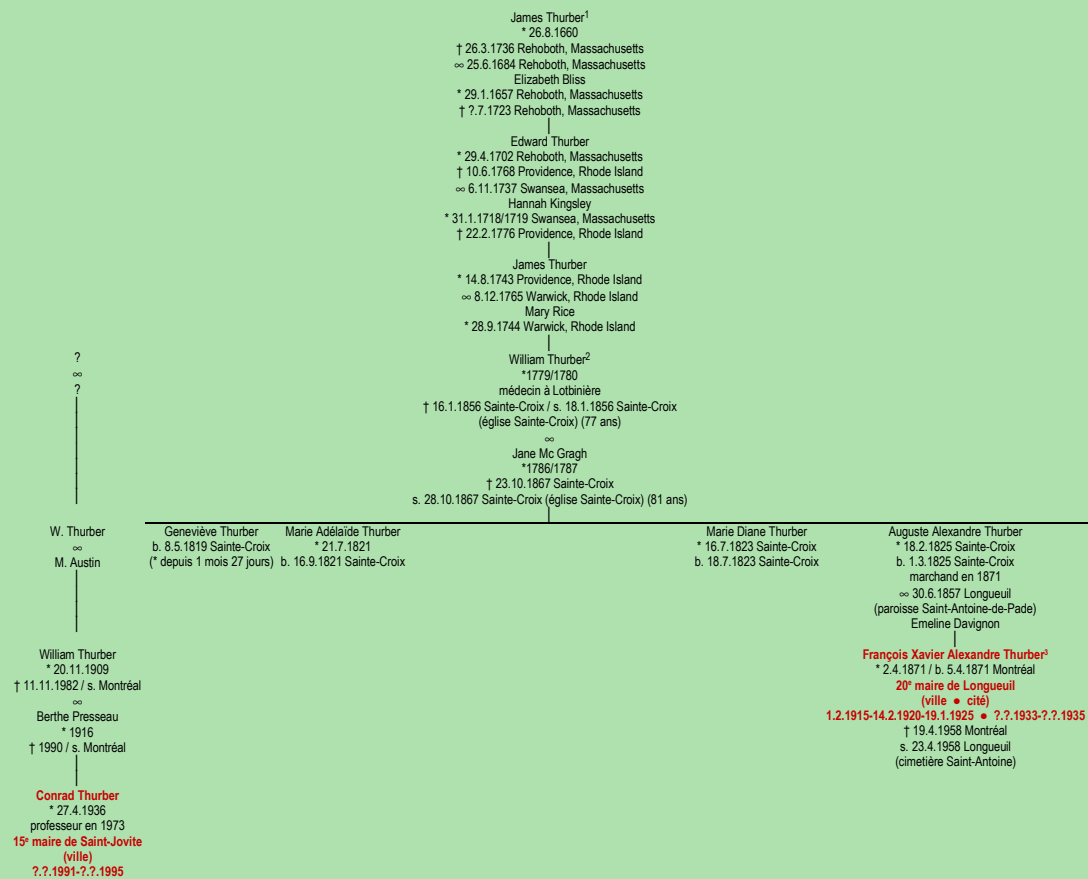 James Thurber¹
* 26.8.1660
† 26.3.1736 Rehoboth, Massachusetts
∞ 25.6.1684 Rehoboth, Massachusetts
Elizabeth Bliss
* 29.1.1657 Rehoboth, Massachusetts
† ?.7.1723 Rehoboth, Massachusetts
Edward Thurber
* 29.4.1702 Rehoboth, Massachusetts
† 10.6.1768 Providence, Rhode Island
∞ 6.11.1737 Swansea, Massachusetts
Hannah Kingsley
* 31.1.1718/1719 Swansea, Massachusetts
† 22.2.1776 Providence, Rhode Island
James Thurber
* 14.8.1743 Providence, Rhode Island
∞ 8.12.1765 Warwick, Rhode Island
Mary Rice
* 28.9.1744 Warwick, Rhode Island
William Thurber²
*1779/1780
médecin à Lotbinière
† 16.1.1856 Sainte-Croix / s. 18.1.1856 Sainte-Croix
(église Sainte-Croix) (77 ans)
∞
Jane Mc Gragh
*1786/1787
† 23.10.1867 Sainte-Croix
s. 28.10.1867 Sainte-Croix (église Sainte-Croix) (81 ans)
?
∞
?
W. Thurber
∞
M. Austin
William Thurber
* 20.11.1909
† 11.11.1982 / s. Montréal
∞
Berthe Presseau
* 1916
† 1990 / s. Montréal
Conrad Thurber
* 27.4.1936
professeur en 1973
15e maire de Saint-Jovite
(ville)
?.?.1991-?.?.1995
Geneviève Thurber
b. 8.5.1819 Sainte-Croix
(* depuis 1 mois 27 jours)
Marie Adélaïde Thurber
* 21.7.1821
b. 16.9.1821 Sainte-Croix
Marie Diane Thurber
* 16.7.1823 Sainte-Croix
b. 18.7.1823 Sainte-Croix
Auguste Alexandre Thurber
* 18.2.1825 Sainte-Croix
b. 1.3.1825 Sainte-Croix
marchand en 1871
∞ 30.6.1857 Longueuil
(paroisse Saint-Antoine-de-Pade)
Emeline Davignon
François Xavier Alexandre Thurber³
* 2.4.1871 / b. 5.4.1871 Montréal
20e maire de Longueuil
(ville ● cité)
1.2.1915-14.2.1920-19.1.1925 ● ?.?.1933-?.?.1935
† 19.4.1958 Montréal
s. 23.4.1958 Longueuil
(cimetière Saint-Antoine)